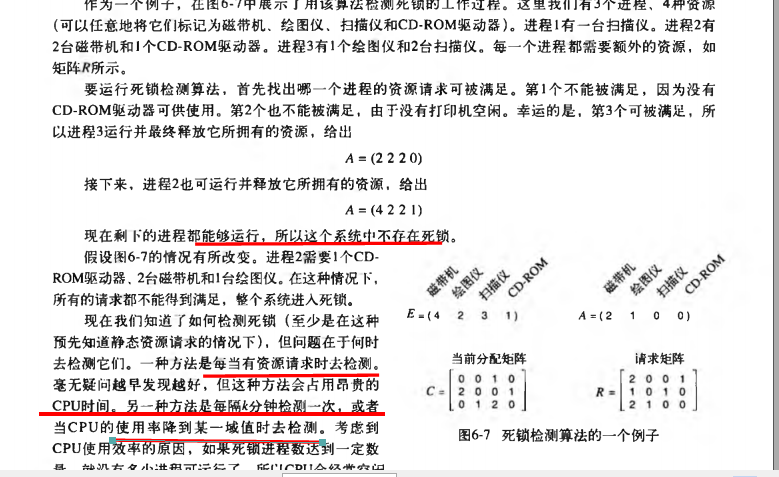 作为一个例子，在图6-7中展示了用该算法检测死锁的工作过程。这里我们有3个进程、4种资源
(可以任意地将它们标记为磁带机、绘图仪、扫描仪和CD-ROM驱动器)。进程1有一台扫描仪。进程2有
2台磁带机和1个CD-ROM驱动器。进程3有1个绘图仪和2台扫描仪。每一个进程都需要额外的资源，如
矩阵R所示。
要运行死锁检测算法，首先找出哪一个进程的资源请求可被满足。第1个不能被满足，因为没有
CD-ROM驱动器可供使用。第2个也不能被满足，由于没有打印机空闲。幸运的是，第3个可被满足，所
以进程3运行并最终释放它所拥有的资源，给出
A = (2 2 2 0)
接下来，进程2也可运行并释放它所拥有的资源，给出
A = (4 2 2 1)
现在剩下的进程都能够运行，所以这个系统中不存在死锁。
假设图6-7的情况有所改变。进程2需要1个CD-
ROM驱动器、2台磁带机和1台绘图仪。在这种情况下，
所有的请求都不能得到满足，整个系统进入死锁。
现在我们知道了如何检测死锁（至少是在这种
预先知道静态资源请求的情况下），但问题在于何时
去检测它们。一种方法是每当有资源请求时去检测。
毫无疑问越早发现越好，但这种方法会占用昂贵的
CPU时间。另一种方法是每隔k分钟检测一次，或者
当CPU的使用率降到某一域值时去检测。考虑到
CPU使用效率的原因，如果死锁进程数达到一定数
量，就没有多少进程可运行了，所以CPU会经常空闲
磁带机 绘图仪 扫描仪 CD-ROM
E = (4 2 3 1)
磁带机 绘图仪 扫描仪 CD-ROM
A = (2 1 0 0)
当前分配矩阵
0 0 1 0
C = 2 0 0 1
0 1 2 0
请求矩阵
2 0 0 1
R = 1 0 1 0
2 1 0 0
图6-7 死锁检测算法的一个例子